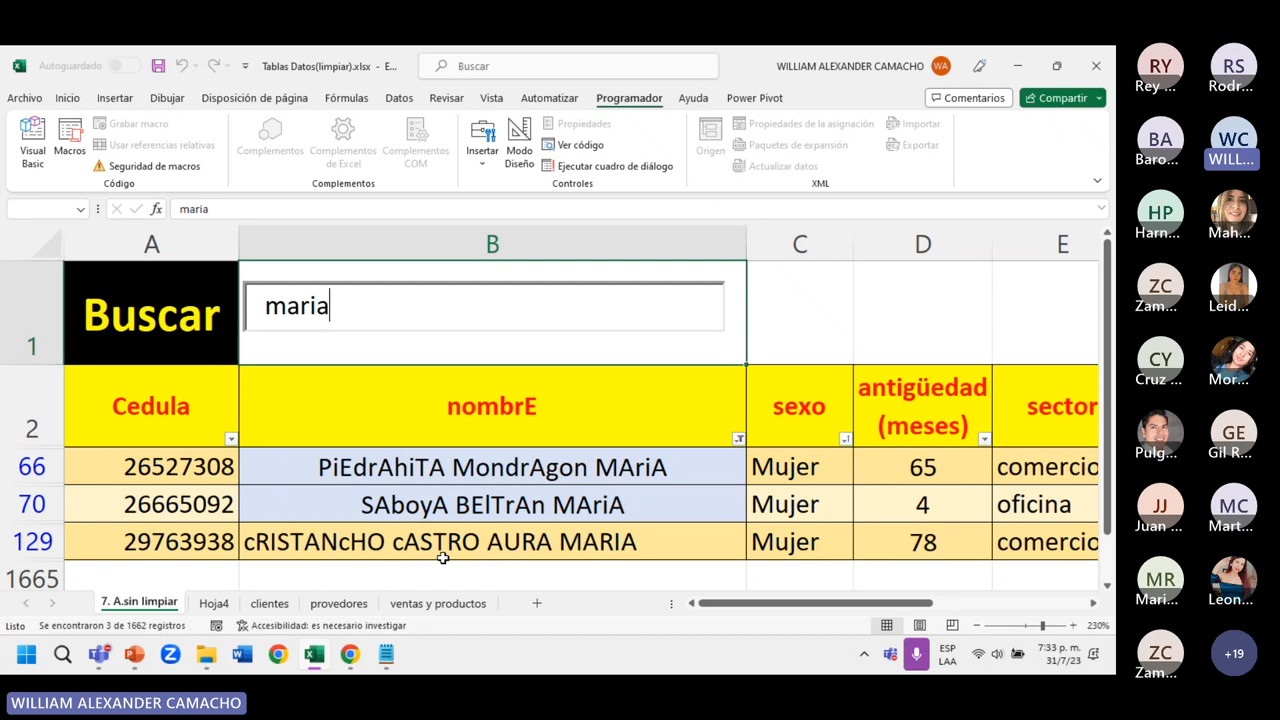 Autoguardado
Tablas Datos(limpiar).xlsx - E...
Buscar
WILLIAM ALEXANDER CAMACHO
WA
Archivo Inicio Insertar Dibujar Disposición de página Fórmulas Datos Revisar Vista Automatizar Programador Ayuda Power Pivot
Comentarios
Compartir
Visual Basic
Macros
Grabar macro
Usar referencias relativas
Seguridad de macros
Código
Complementos
Complementos de Excel
Complementos COM
Complementos
Insertar
Modo Diseño
Propiedades
Ver código
Ejecutar cuadro de diálogo
Controles
Origen
Propiedades de la asignación
Paquetes de expansión
Actualizar datos
Importar
Exportar
XML
fx maria
A B C D E
1 Buscar maria
2 Cedula nombrE sexo antigüedad (meses) sector
66 26527308 PiEdrAhiTA MondrAgon MAriA Mujer 65 comercio
70 26665092 SAboyA BElTrAn MAriA Mujer 4 oficina
129 29763938 cRISTANcHO cASTRO AURA MARIA Mujer 78 comercio
1665
7. A.sin limpiar Hoja4 clientes provedores ventas y productos
Listo Se encontraron 3 de 1662 registros Accesibilidad: es necesario investigar 230%
ESP
LAA
7:33 p. m.
31/7/23
WILLIAM ALEXANDER CAMACHO
RY RS
Rey ... Rodr...
BA WC
Baro... WILL...
HP
Harn... Mah...
ZC
Zam... Leid...
CY
Cruz ... Mor...
GE
Pulg... Gil R...
JJ MC
Juan ... Mart...
MR
Mari... Leon...
ZC +19
Zam...